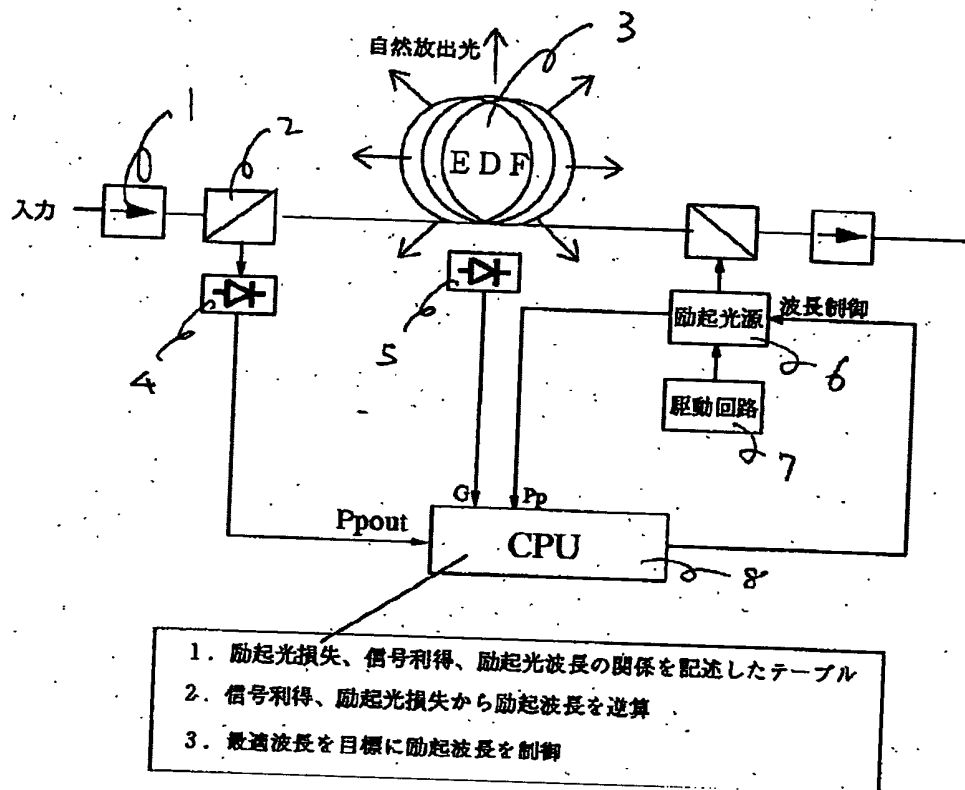 自然放出光
3
1
2
EDF
入力
励起光源
波長制御
4
5
6
駆動回路
7
G
Pp
Ppout
CPU
8
1. 励起光損失、信号利得、励起光波長の関係を記述したテーブル
2. 信号利得、励起光損失から励起波長を逆算
3. 最適波長を目標に励起波長を制御